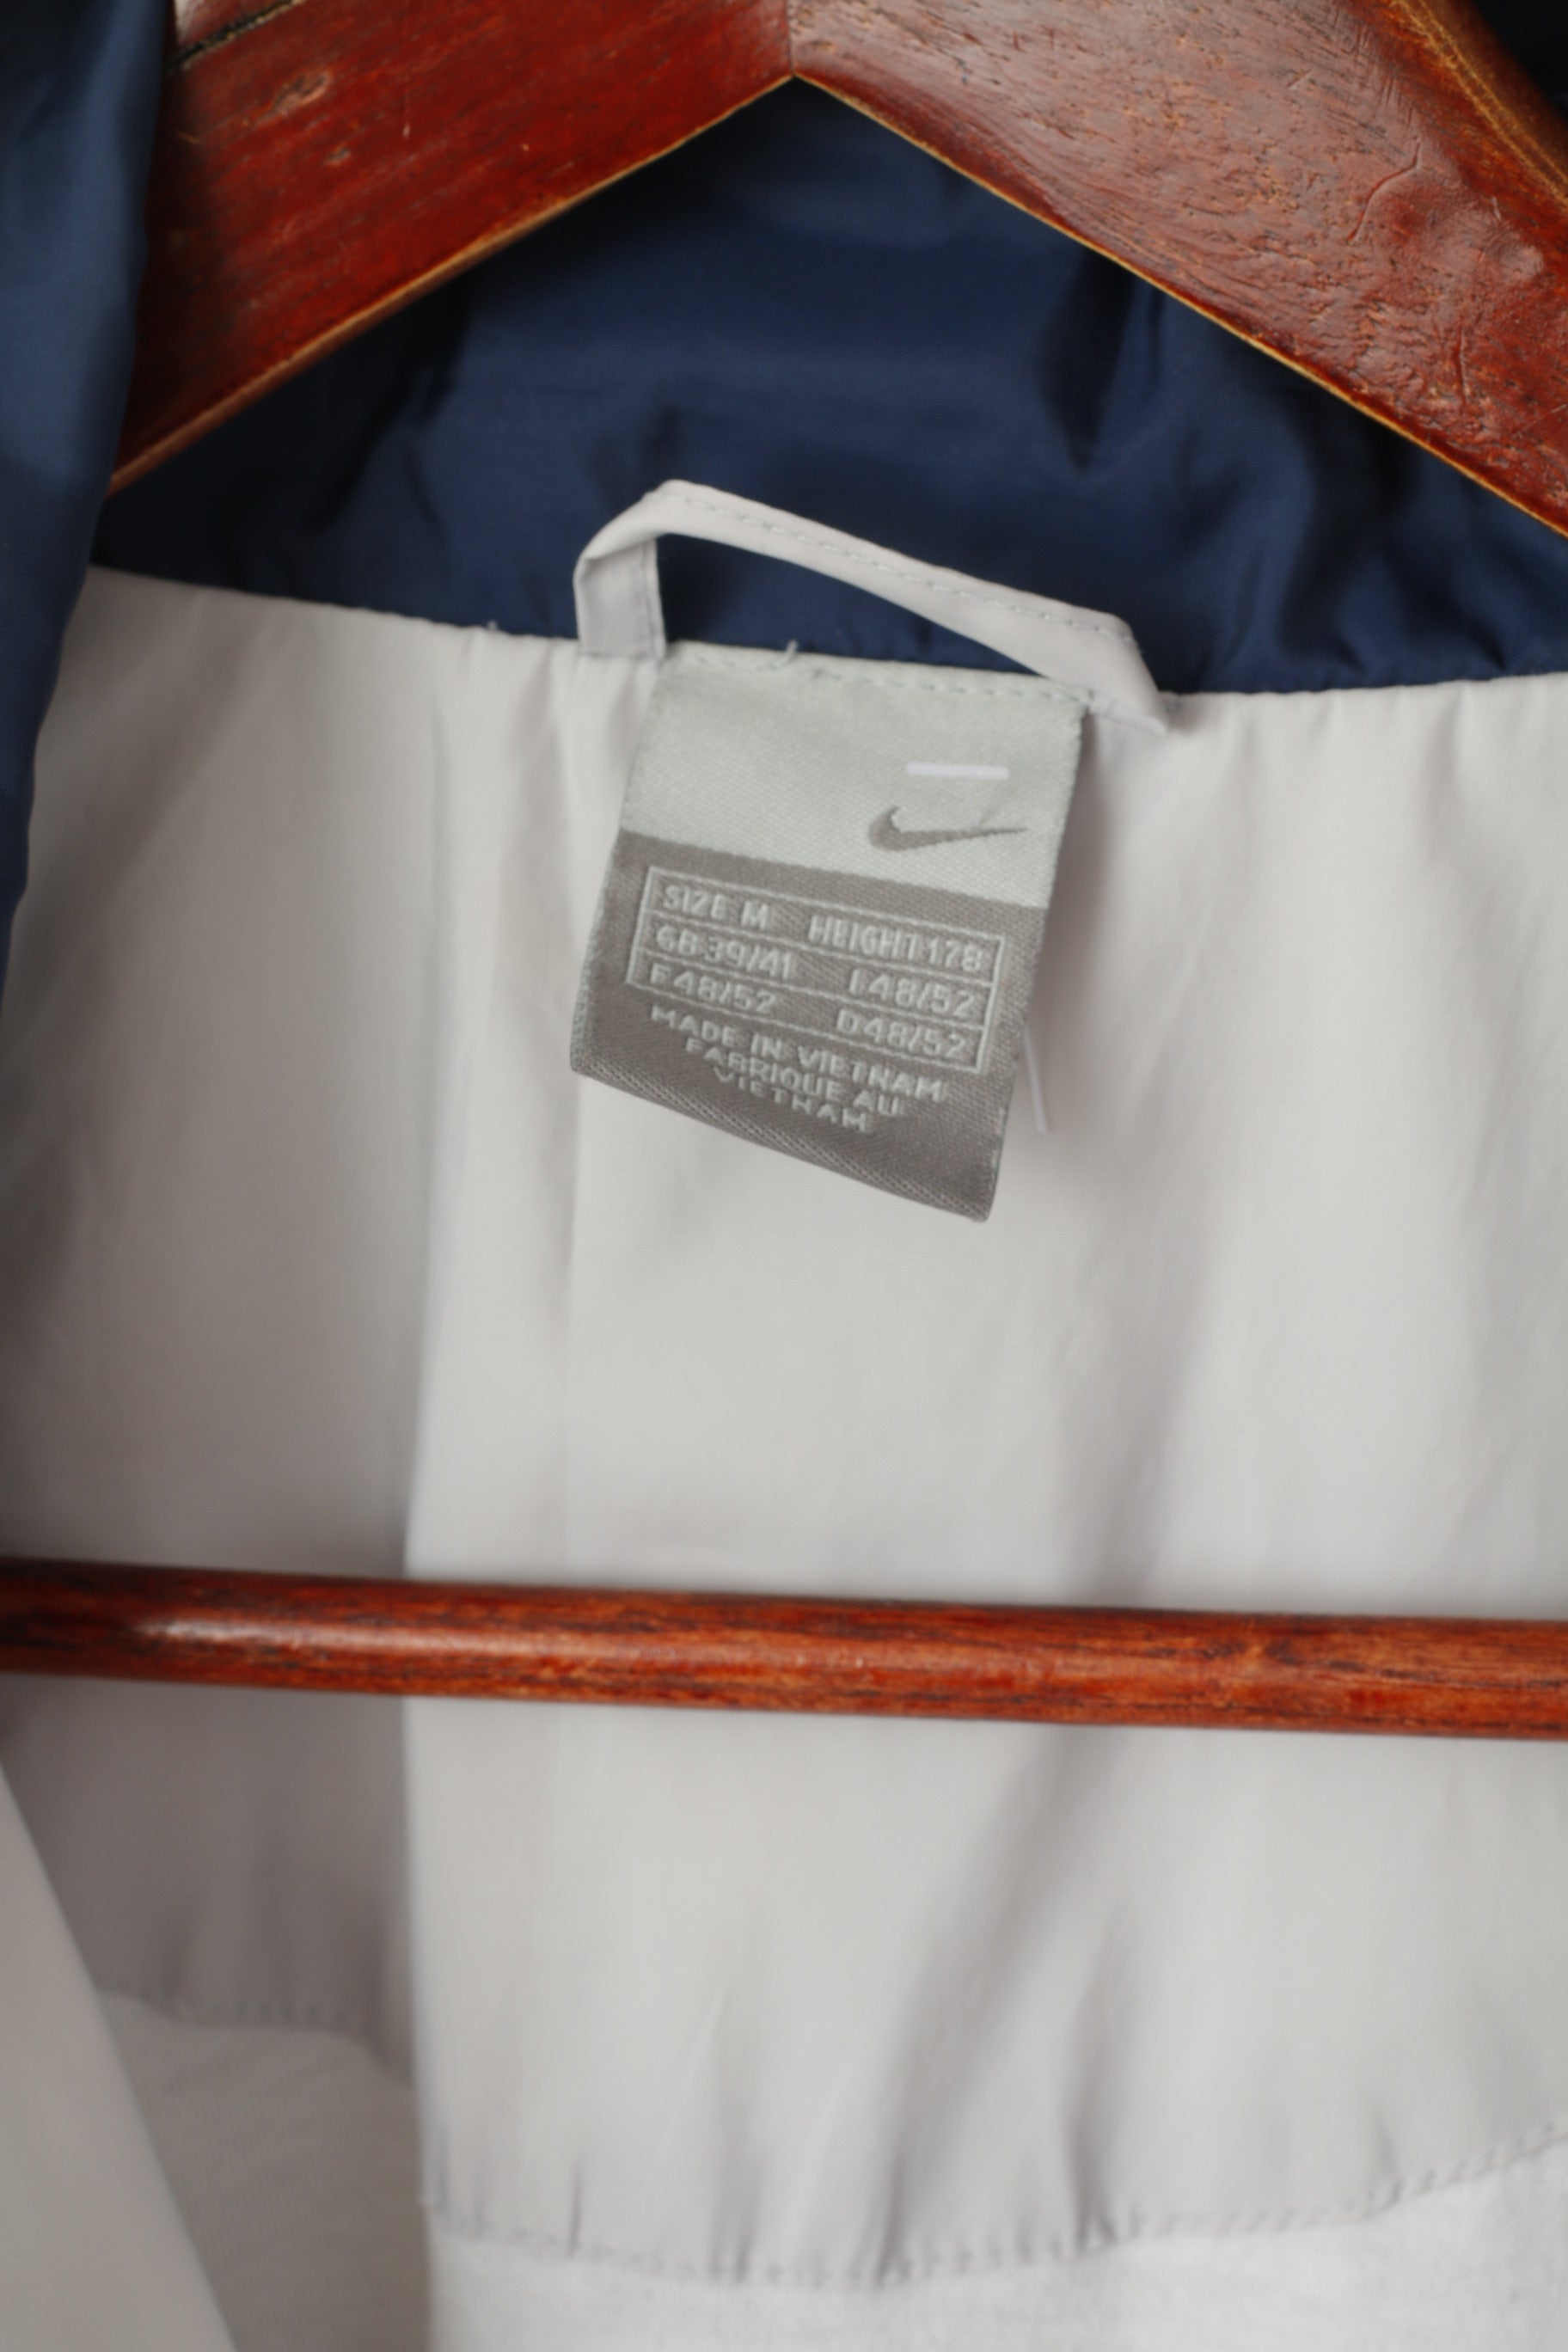 SIZE M HEIGHT 178
GB 39/41 I 48/52
F 48/52 D 48/52
MADE IN VIETNAM
FABRIQUE AU
VIETNAM